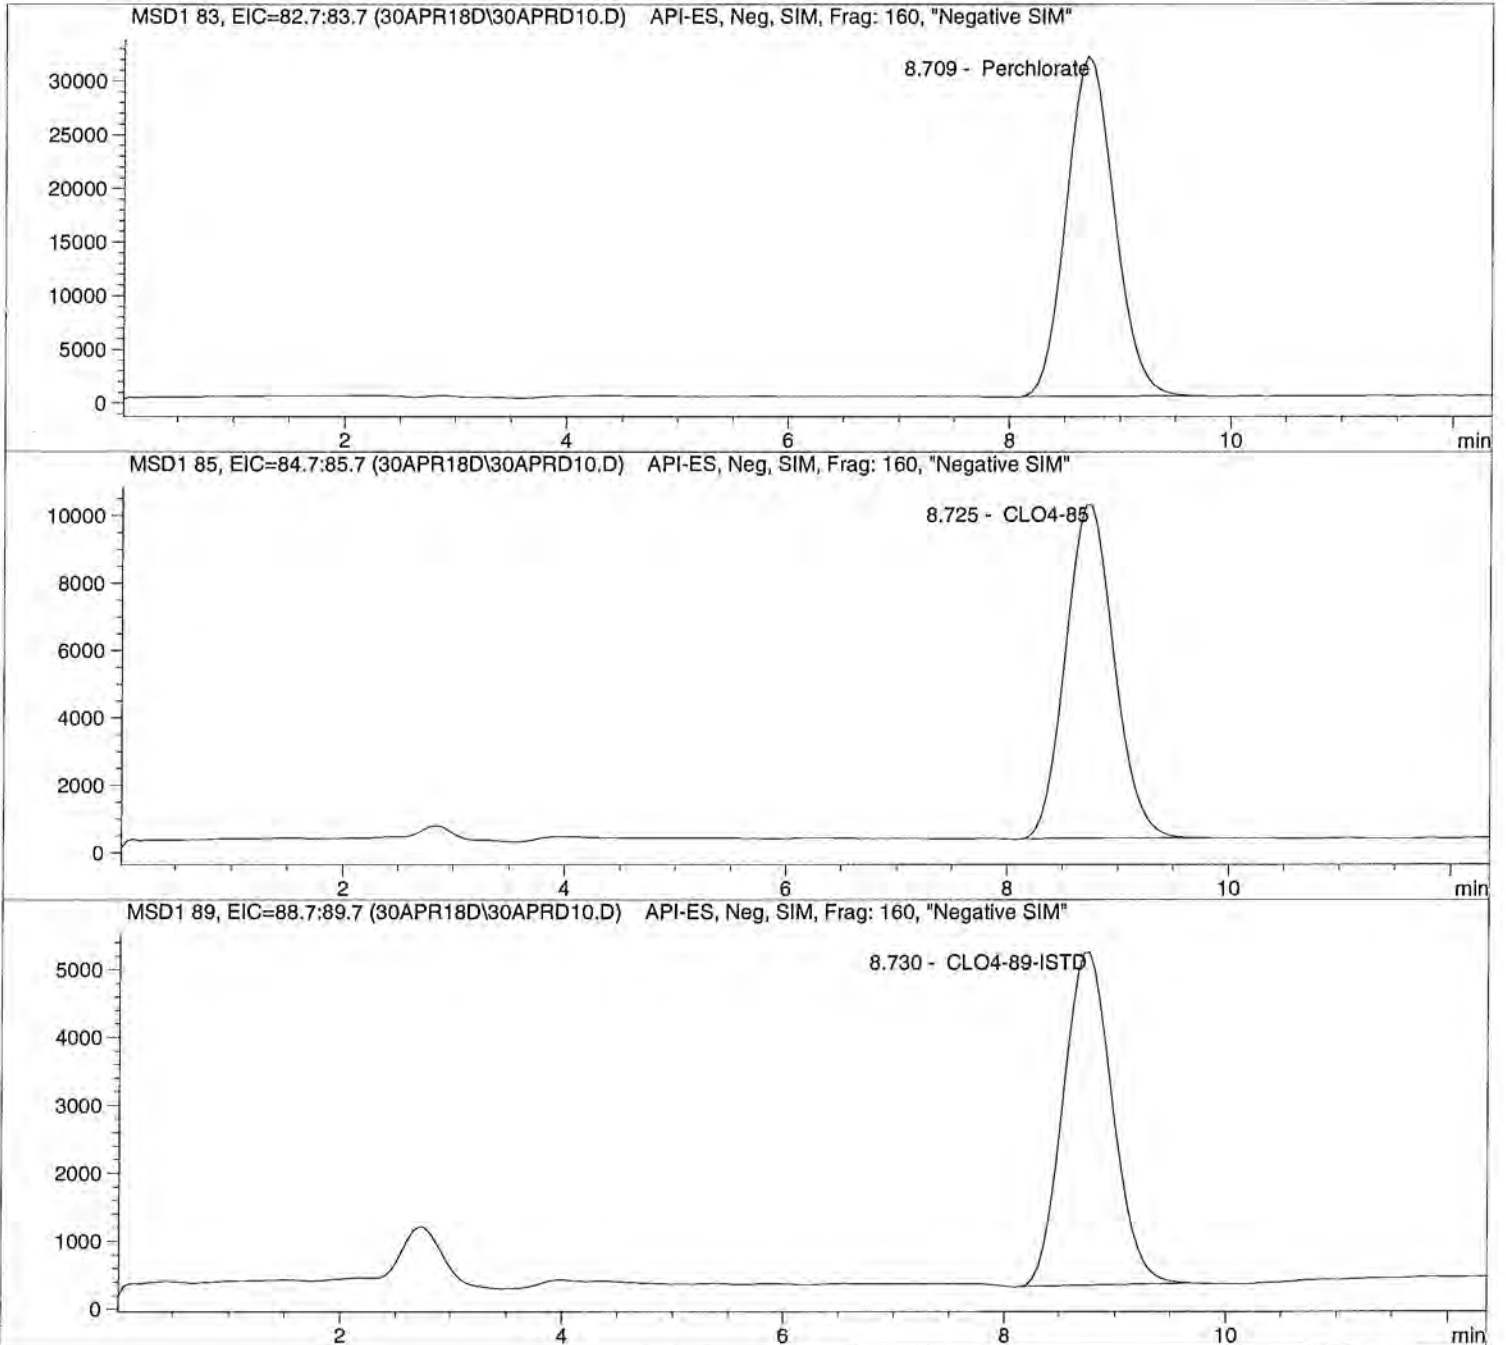 MSD1 83, EIC=82.7:83.7 (30APR18D\30APRD10.D) API-ES, Neg, SIM, Frag: 160, "Negative SIM"
8.709 - Perchlorate
30000
25000
20000
15000
10000
5000
0
2 4 6 8 10 min
MSD1 85, EIC=84.7:85.7 (30APR18D\30APRD10.D) API-ES, Neg, SIM, Frag: 160, "Negative SIM"
8.725 - CLO4-85
10000
8000
6000
4000
2000
0
2 4 6 8 10 min
MSD1 89, EIC=88.7:89.7 (30APR18D\30APRD10.D) API-ES, Neg, SIM, Frag: 160, "Negative SIM"
8.730 - CLO4-89-ISTD
5000
4000
3000
2000
1000
0
2 4 6 8 10 min